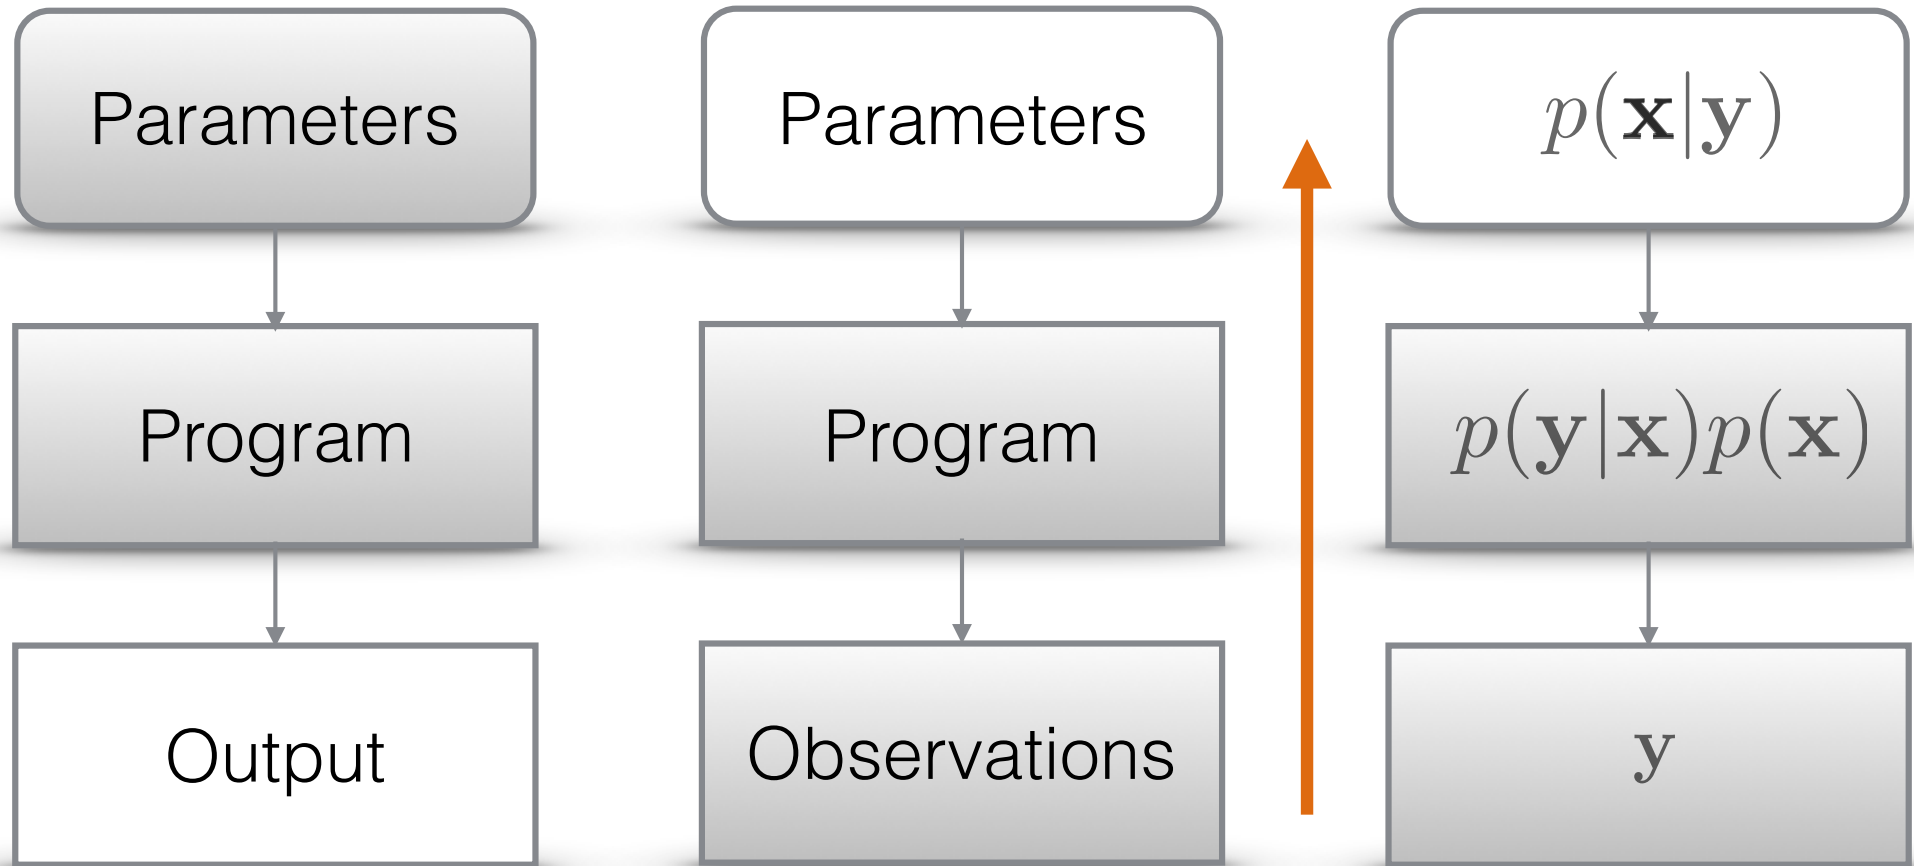 Parameters
Program
Output
Parameters
Program
Observations
p(x|y)
p(y|x)p(x)
y